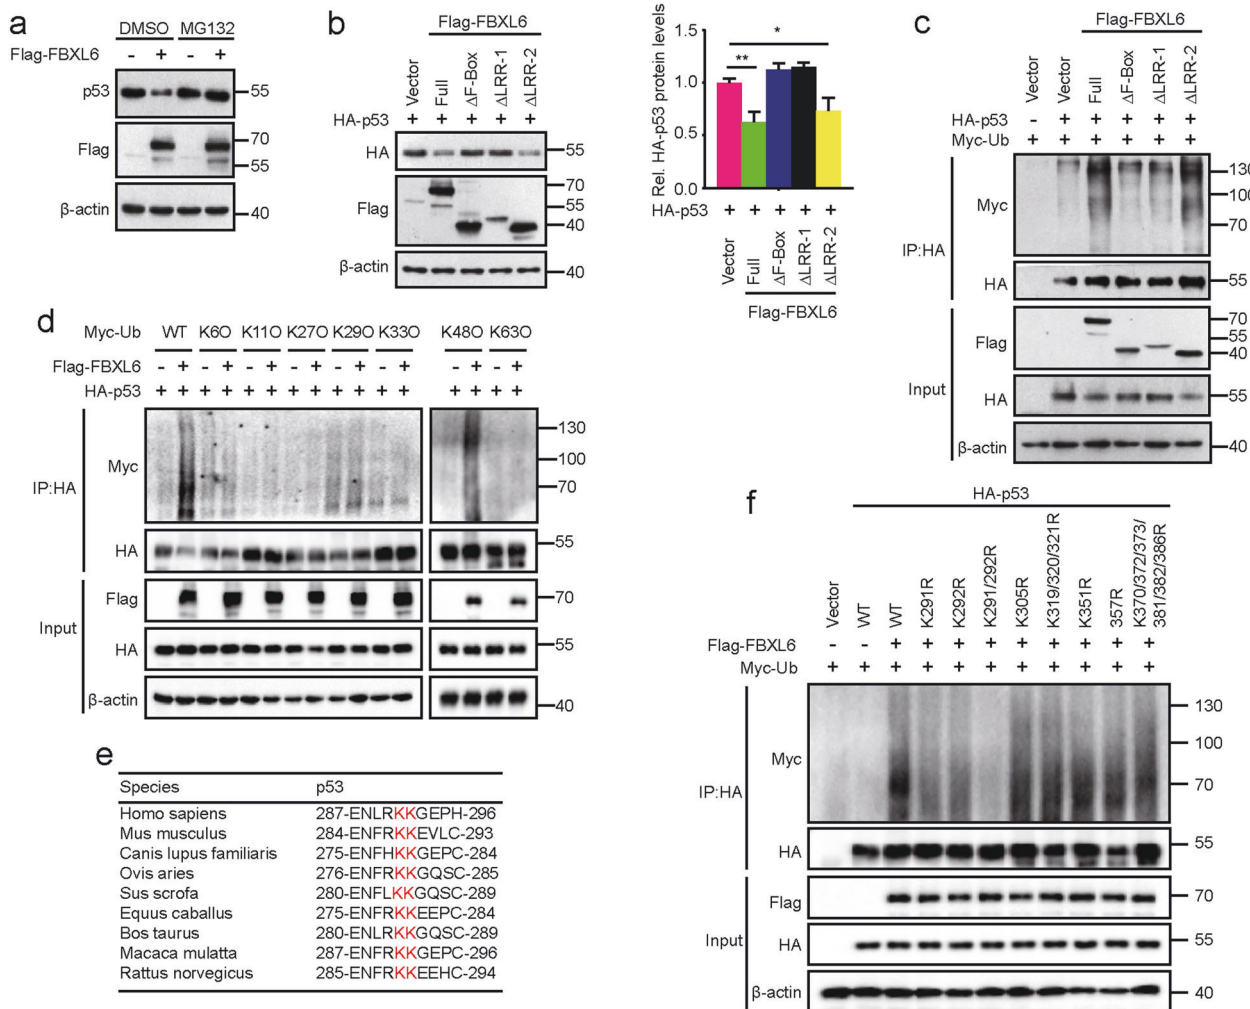 a
DMSO MG132
Flag-FBXL6 - + - +
p53 55
Flag 70
55
β-actin 40
b
Flag-FBXL6
Vector Full ΔF-Box ΔLRR-1 ΔLRR-2
HA-p53 + + + + +
HA 55
Flag 70
55
40
β-actin 40
Rel. HA-p53 protein levels
1.5
1.0
0.5
0.0
*
**
HA-p53 + + + + +
Vector Full ΔF-Box ΔLRR-1 ΔLRR-2
Flag-FBXL6
c
Flag-FBXL6
Vector Vector Full ΔF-Box ΔLRR-1 ΔLRR-2
HA-p53 - + + + + +
Myc-Ub + + + + + +
IP:HA
Myc 130
100
70
HA 55
Input
Flag 70
55
40
HA 55
β-actin 40
d
Myc-Ub WT K6O K11O K27O K29O K33O K48O K63O
Flag-FBXL6 - + - + - + - + - + - + - + - +
HA-p53 + + + + + + + + + + + + + + + +
IP:HA
Myc 130
100
70
HA 55
Input
Flag 70
HA 55
β-actin 40
e
Species p53
Homo sapiens 287-ENLRKKGEPH-296
Mus musculus 284-ENFRKKEVLC-293
Canis lupus familiaris 275-ENFHKKGEPC-284
Ovis aries 276-ENFRKKGQSC-285
Sus scrofa 280-ENFLKKGQSC-289
Equus caballus 275-ENFRKKEEPC-284
Bos taurus 280-ENLRKKGQSC-289
Macaca mulatta 287-ENFRKKGEPC-296
Rattus norvegicus 285-ENFRKKEEHC-294
f
HA-p53
Vector WT WT K291R K292R K291/292R K305R K319/320/321R K351R 357R K370/372/373/
381/382/386R
Flag-FBXL6 - - + + + + + + + + +
Myc-Ub + + + + + + + + + + +
IP:HA
Myc 130
100
70
HA 55
Input
Flag 70
HA 55
β-actin 40